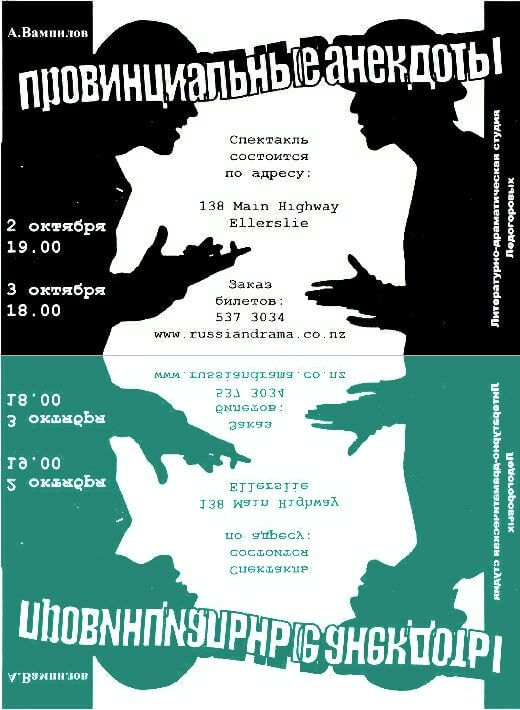 А.Вампилов
ПРОВИНЦИАЛЬНЫЕ АНЕКДОТЫ
Спектакль
состоится
по адресу:
138 Main Highway
Ellerslie
2 октября
19.00
3 октября
18.00
Заказ
билетов:
537 3034
www.russiandrama.co.nz
Литературно-драматическая студия
Ледогоровых
www.russiandrama.co.nz
537 3034
билетов:
Заказ
18.00
3 октября
19.00
2 октября
Ellerslie
138 Main Highway
по адресу:
состоится
Спектакль
Литературно-драматическая студия
Ледогоровых
ПРОВИНЦИАЛЬНЫЕ АНЕКДОТЫ
А.Вампилов